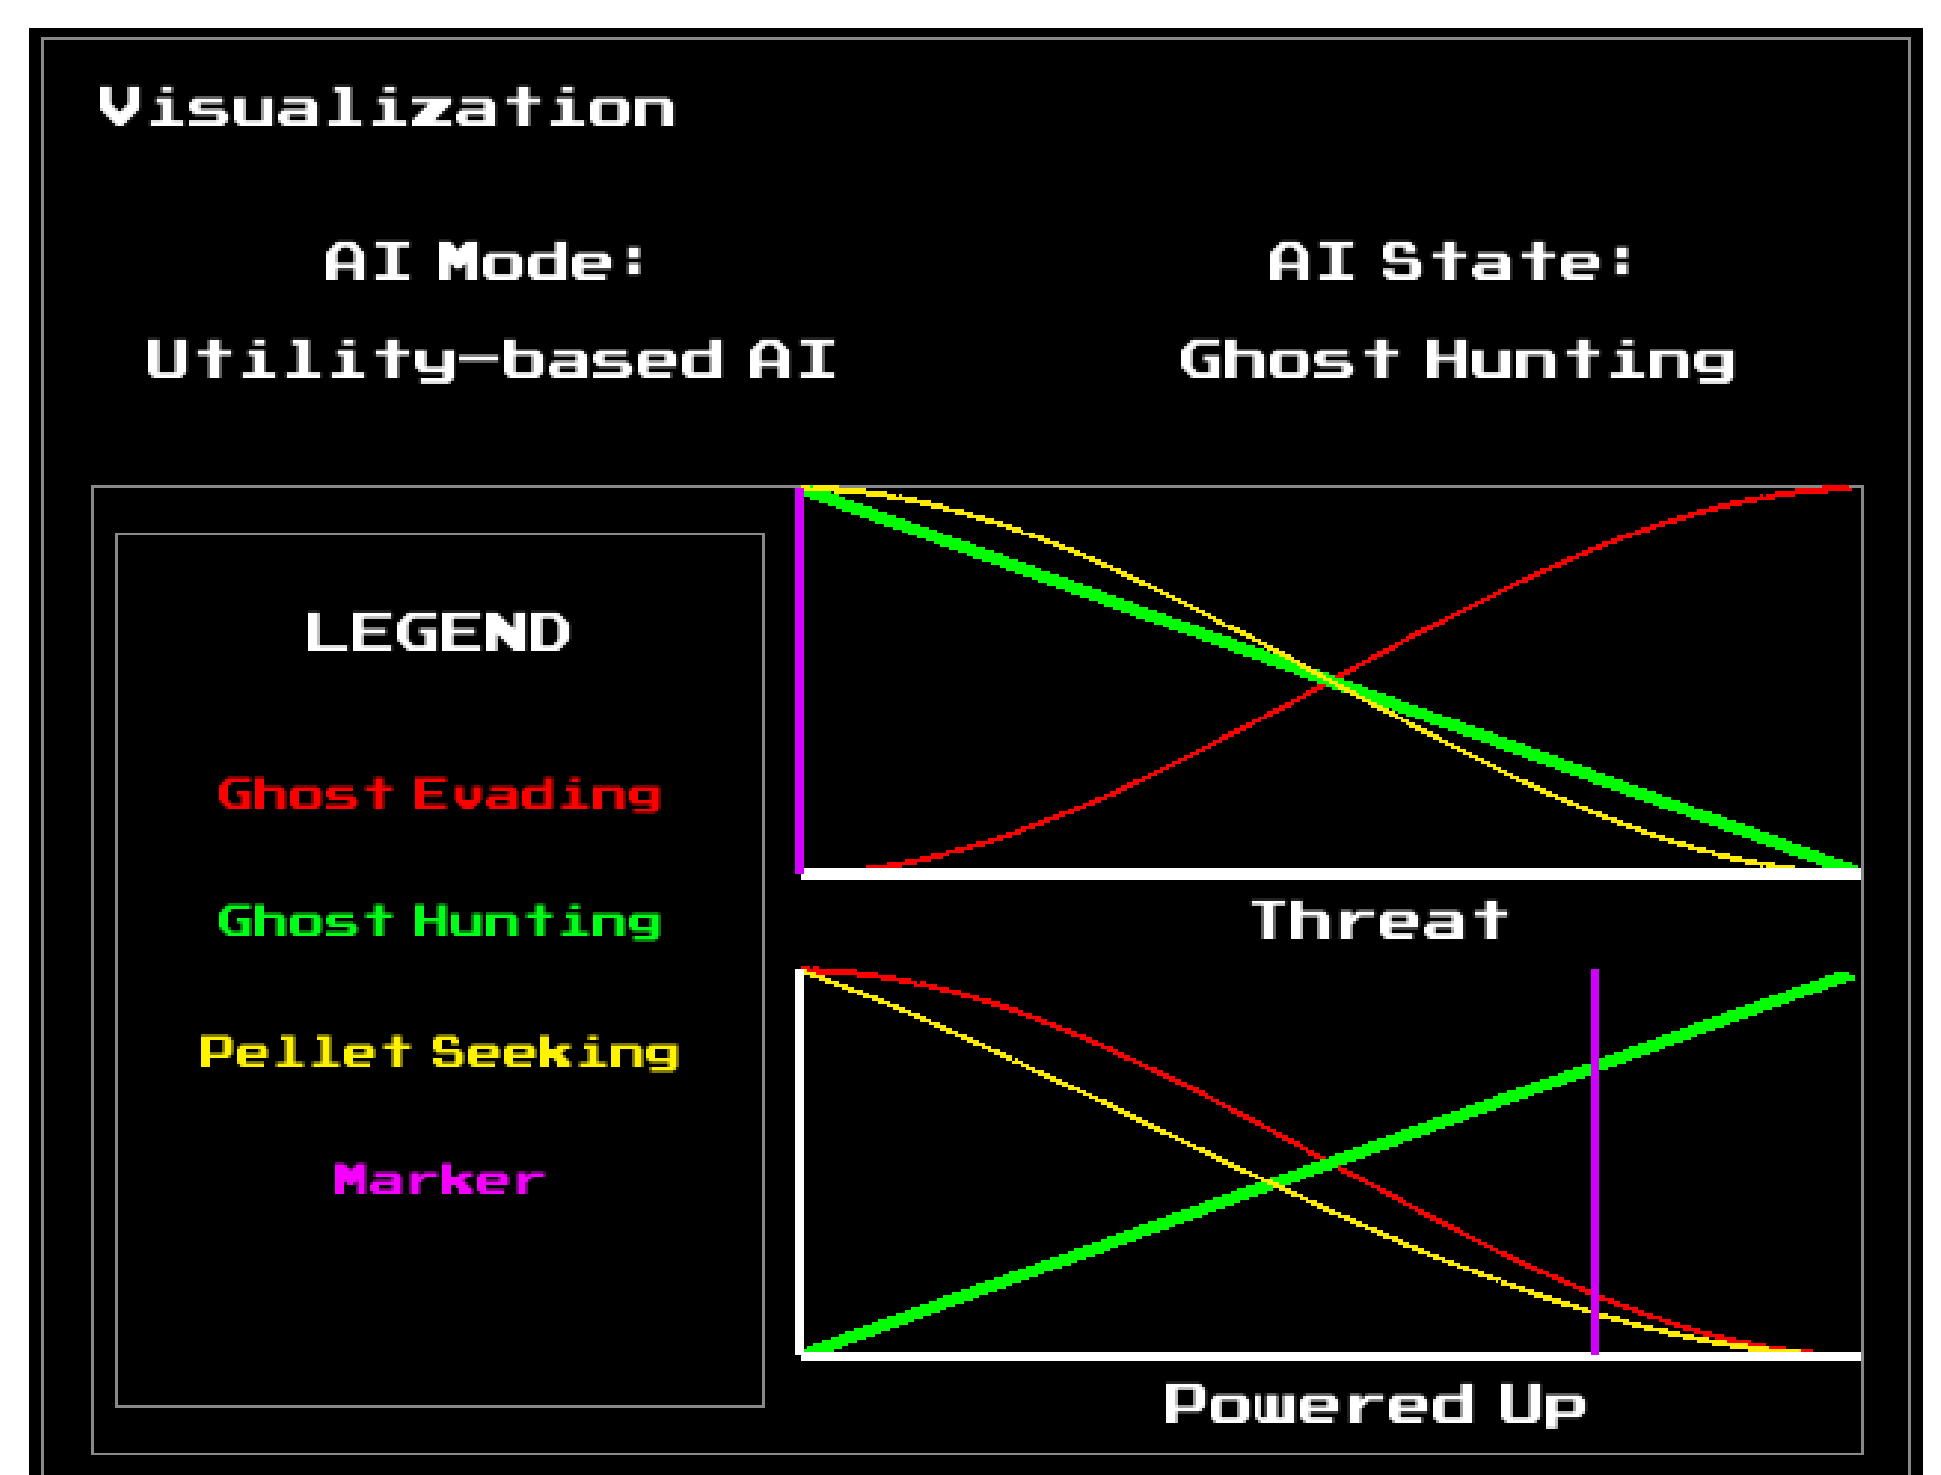 Visualization
AI Mode:
Utility-based AI
AI State:
Ghost Hunting
LEGEND
Ghost Evading
Ghost Hunting
Pellet Seeking
Marker
Threat
Powered Up